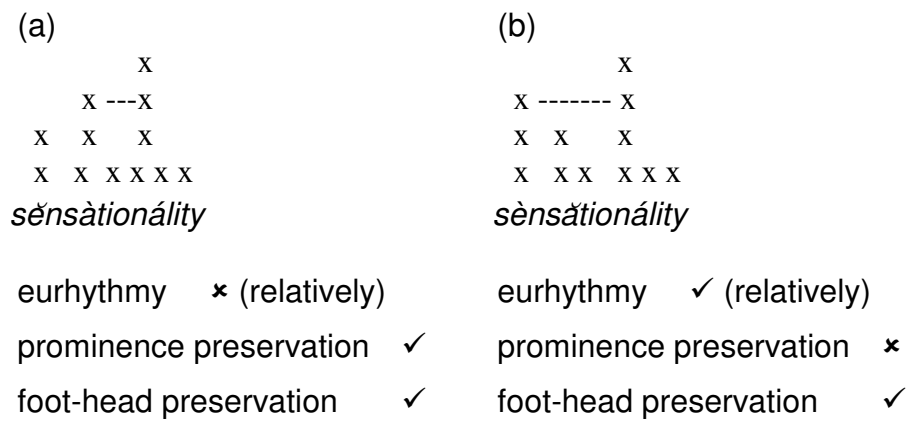 (a)
x
x ---x
x x x
x x x x x x
sĕnsàtionálity
eurhythmy ✗ (relatively)
prominence preservation ✓
foot-head preservation ✓
(b)
x
x ------- x
x x x
x x x x x x
sènsătionálity
eurhythmy ✓ (relatively)
prominence preservation ✗
foot-head preservation ✓